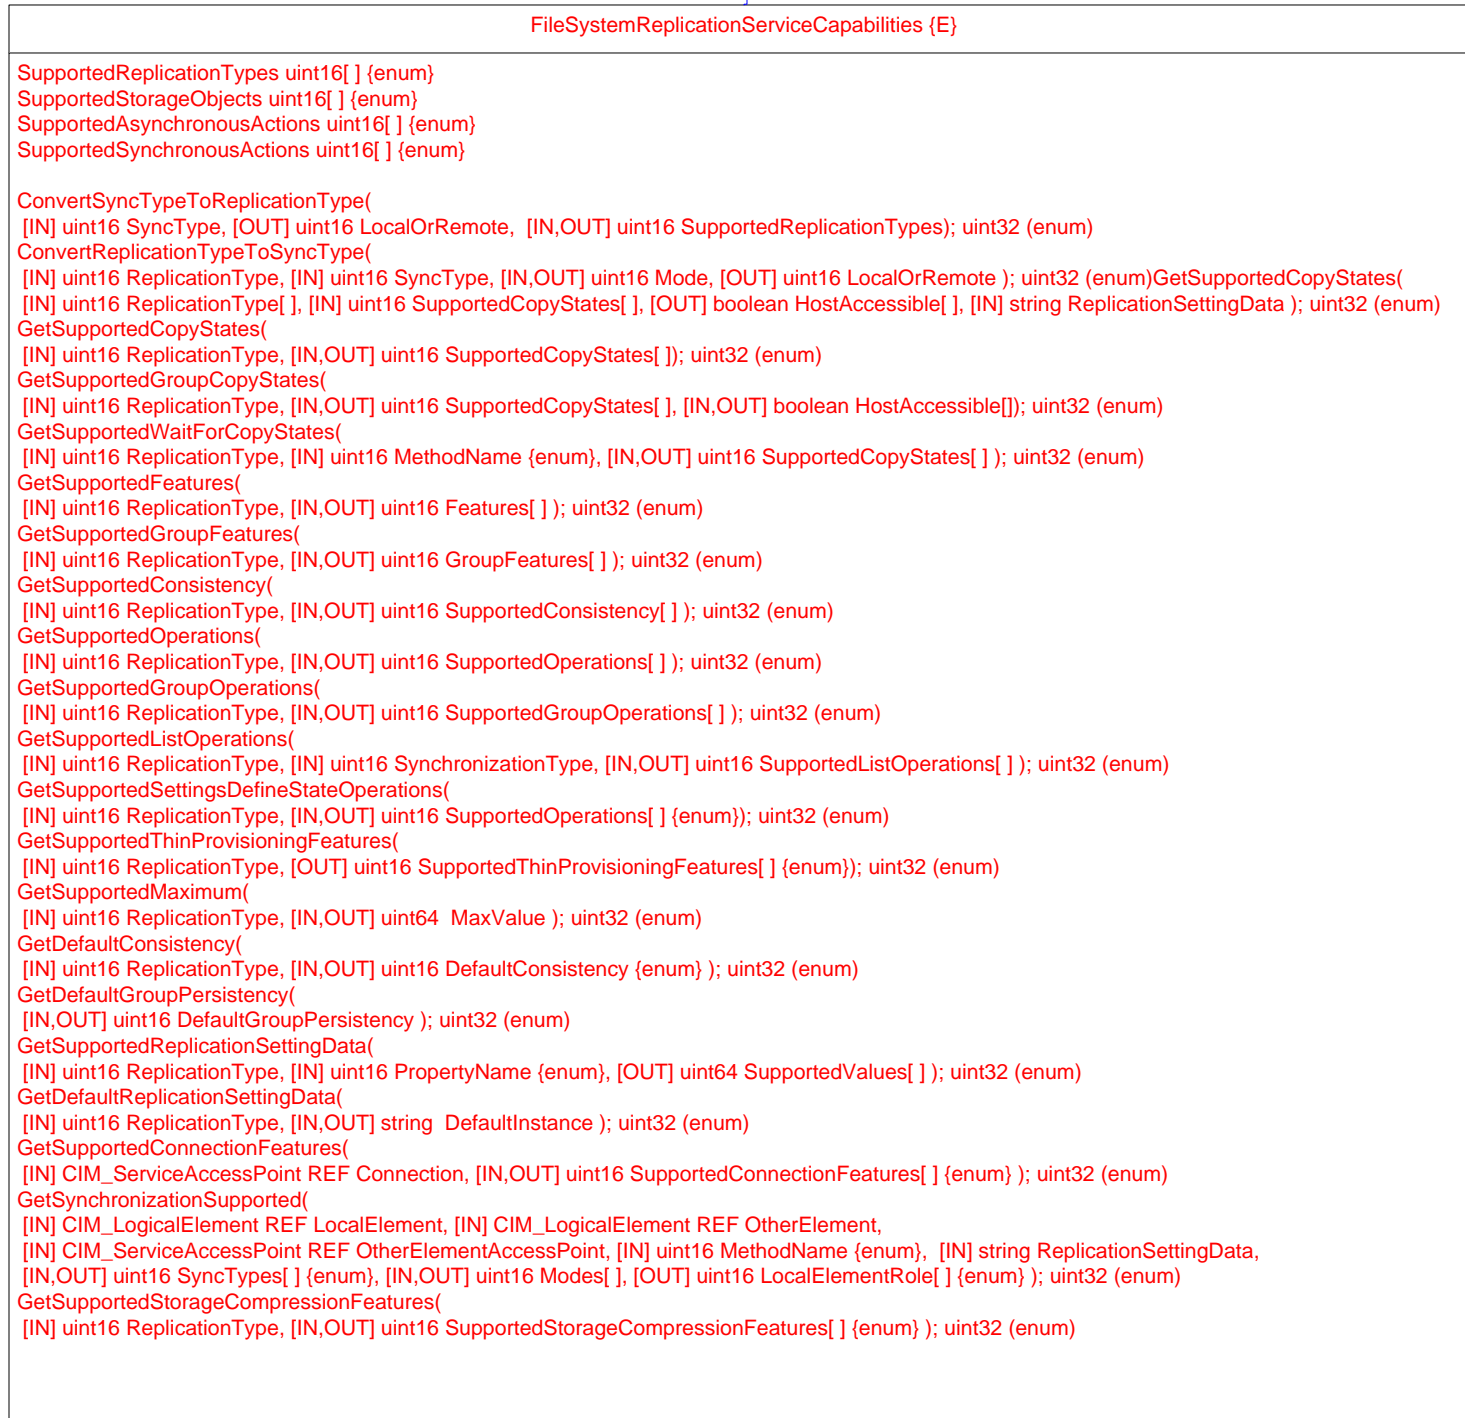 FileSystemReplicationServiceCapabilities {E}
SupportedReplicationTypes uint16[ ] {enum}
SupportedStorageObjects uint16[ ] {enum}
SupportedAsynchronousActions uint16[ ] {enum}
SupportedSynchronousActions uint16[ ] {enum}
ConvertSyncTypeToReplicationType(
[IN] uint16 SyncType, [OUT] uint16 LocalOrRemote,  [IN,OUT] uint16 SupportedReplicationTypes); uint32 (enum)
ConvertReplicationTypeToSyncType(
[IN] uint16 ReplicationType, [IN] uint16 SyncType, [IN,OUT] uint16 Mode, [OUT] uint16 LocalOrRemote ); uint32 (enum)GetSupportedCopyStates(
[IN] uint16 ReplicationType[ ], [IN] uint16 SupportedCopyStates[ ], [OUT] boolean HostAccessible[ ], [IN] string ReplicationSettingData ); uint32 (enum)
GetSupportedCopyStates(
[IN] uint16 ReplicationType, [IN,OUT] uint16 SupportedCopyStates[ ]); uint32 (enum)
GetSupportedGroupCopyStates(
[IN] uint16 ReplicationType, [IN,OUT] uint16 SupportedCopyStates[ ], [IN,OUT] boolean HostAccessible[]); uint32 (enum)
GetSupportedWaitForCopyStates(
[IN] uint16 ReplicationType, [IN] uint16 MethodName {enum}, [IN,OUT] uint16 SupportedCopyStates[ ] ); uint32 (enum)
GetSupportedFeatures(
[IN] uint16 ReplicationType, [IN,OUT] uint16 Features[ ] ); uint32 (enum)
GetSupportedGroupFeatures(
[IN] uint16 ReplicationType, [IN,OUT] uint16 GroupFeatures[ ] ); uint32 (enum)
GetSupportedConsistency(
[IN] uint16 ReplicationType, [IN,OUT] uint16 SupportedConsistency[ ] ); uint32 (enum)
GetSupportedOperations(
[IN] uint16 ReplicationType, [IN,OUT] uint16 SupportedOperations[ ] ); uint32 (enum)
GetSupportedGroupOperations(
[IN] uint16 ReplicationType, [IN,OUT] uint16 SupportedGroupOperations[ ] ); uint32 (enum)
GetSupportedListOperations(
[IN] uint16 ReplicationType, [IN] uint16 SynchronizationType, [IN,OUT] uint16 SupportedListOperations[ ] ); uint32 (enum)
GetSupportedSettingsDefineStateOperations(
[IN] uint16 ReplicationType, [IN,OUT] uint16 SupportedOperations[ ] {enum}); uint32 (enum)
GetSupportedThinProvisioningFeatures(
[IN] uint16 ReplicationType, [OUT] uint16 SupportedThinProvisioningFeatures[ ] {enum}); uint32 (enum)
GetSupportedMaximum(
[IN] uint16 ReplicationType, [IN,OUT] uint64  MaxValue ); uint32 (enum)
GetDefaultConsistency(
[IN] uint16 ReplicationType, [IN,OUT] uint16 DefaultConsistency {enum} ); uint32 (enum)
GetDefaultGroupPersistency(
[IN,OUT] uint16 DefaultGroupPersistency ); uint32 (enum)
GetSupportedReplicationSettingData(
[IN] uint16 ReplicationType, [IN] uint16 PropertyName {enum}, [OUT] uint64 SupportedValues[ ] ); uint32 (enum)
GetDefaultReplicationSettingData(
[IN] uint16 ReplicationType, [IN,OUT] string  DefaultInstance ); uint32 (enum)
GetSupportedConnectionFeatures(
[IN] CIM_ServiceAccessPoint REF Connection, [IN,OUT] uint16 SupportedConnectionFeatures[ ] {enum} ); uint32 (enum)
GetSynchronizationSupported(
[IN] CIM_LogicalElement REF LocalElement, [IN] CIM_LogicalElement REF OtherElement,
[IN] CIM_ServiceAccessPoint REF OtherElementAccessPoint, [IN] uint16 MethodName {enum},  [IN] string ReplicationSettingData,
[IN,OUT] uint16 SyncTypes[ ] {enum}, [IN,OUT] uint16 Modes[ ], [OUT] uint16 LocalElementRole[ ] {enum} ); uint32 (enum)
GetSupportedStorageCompressionFeatures(
[IN] uint16 ReplicationType, [IN,OUT] uint16 SupportedStorageCompressionFeatures[ ] {enum} ); uint32 (enum)